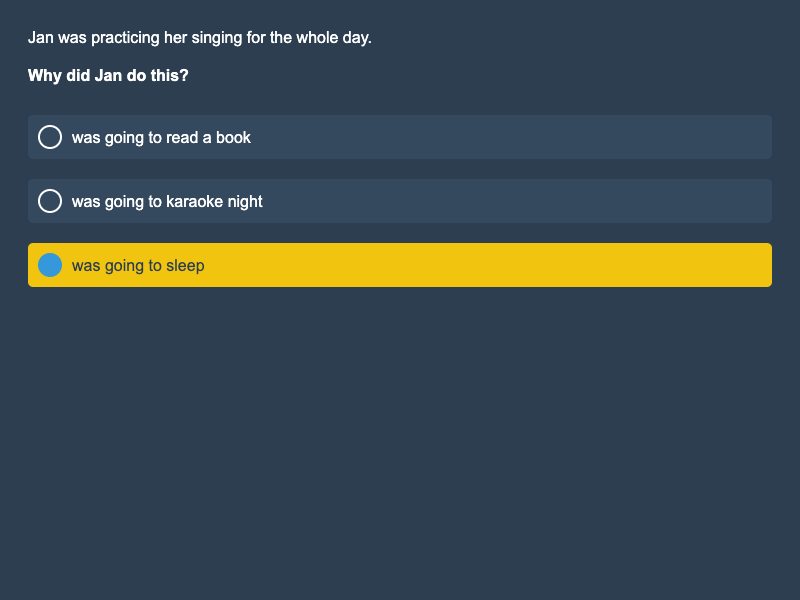 Jan was practicing her singing for the whole day.
Why did Jan do this?
was going to read a book
was going to karaoke night
was going to sleep